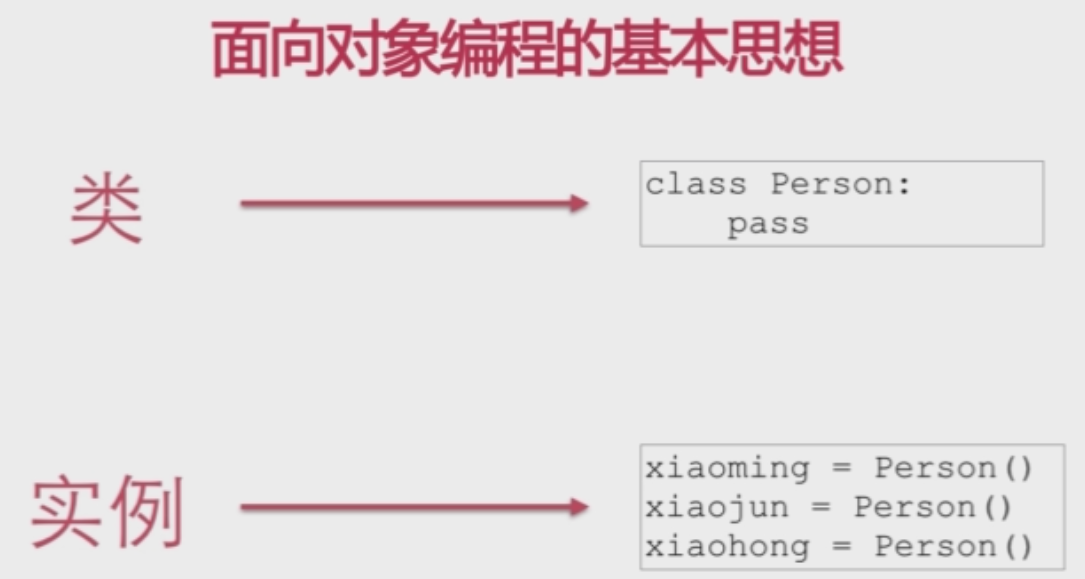 面向对象编程的基本思想
类
class Person:
    pass
实例
xiaoming = Person()
xiaojun = Person()
xiaohong = Person()